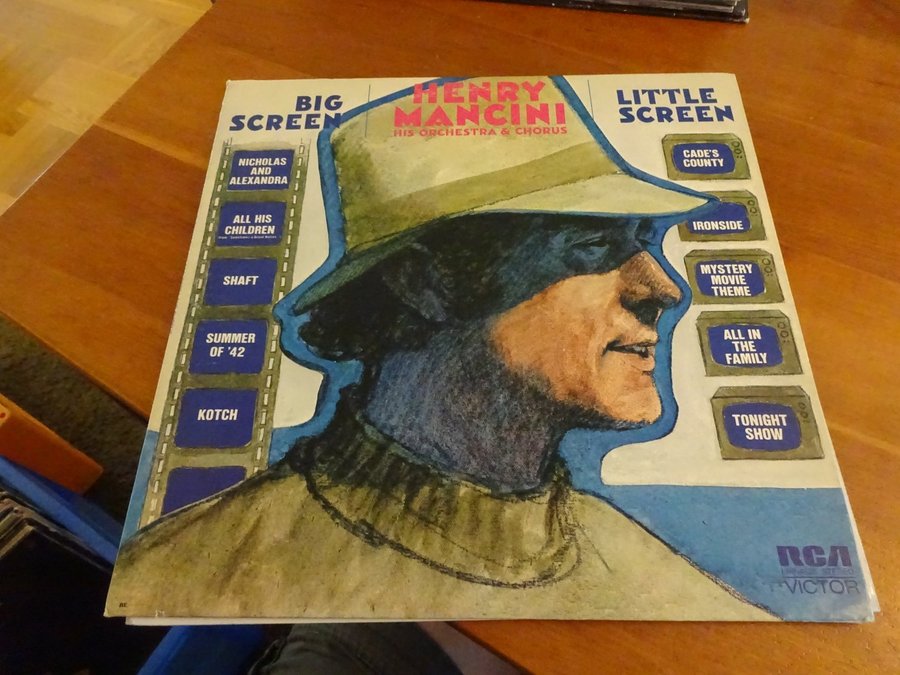 BIG
SCREEN
HENRY
MANCINI
HIS ORCHESTRA & CHORUS
LITTLE
SCREEN
NICHOLAS
AND
ALEXANDRA
ALL HIS
CHILDREN
SHAFT
SUMMER
OF '42
KOTCH
CADE'S
COUNTY
IRONSIDE
MYSTERY
MOVIE
THEME
ALL IN
THE
FAMILY
TONIGHT
SHOW
RCA
VICTOR